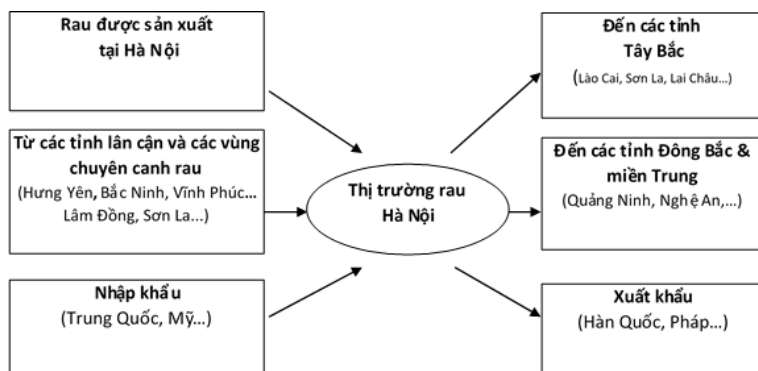 Rau được sản xuất
tại Hà Nội
Từ các tỉnh lân cận và các vùng
chuyên canh rau
(Hưng Yên, Bắc Ninh, Vĩnh Phúc...
Lâm Đồng, Sơn La...)
Nhập khẩu
(Trung Quốc, Mỹ...)
Thị trường rau
Hà Nội
Đến các tỉnh
Tây Bắc
(Lào Cai, Sơn La, Lai Châu...)
Đến các tỉnh Đông Bắc &
miền Trung
(Quảng Ninh, Nghệ An,...)
Xuất khẩu
(Hàn Quốc, Pháp...)